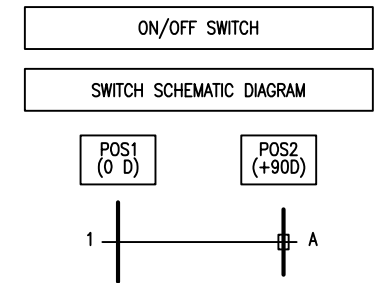 ON/OFF SWITCH
SWITCH SCHEMATIC DIAGRAM
POS1
(0 D)
POS2
(+90D)
1
A